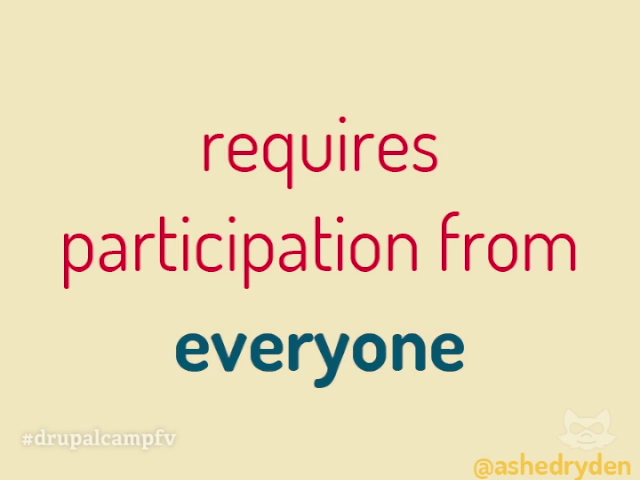 requires
participation from
everyone
#drupalcampfv
@ashedryden